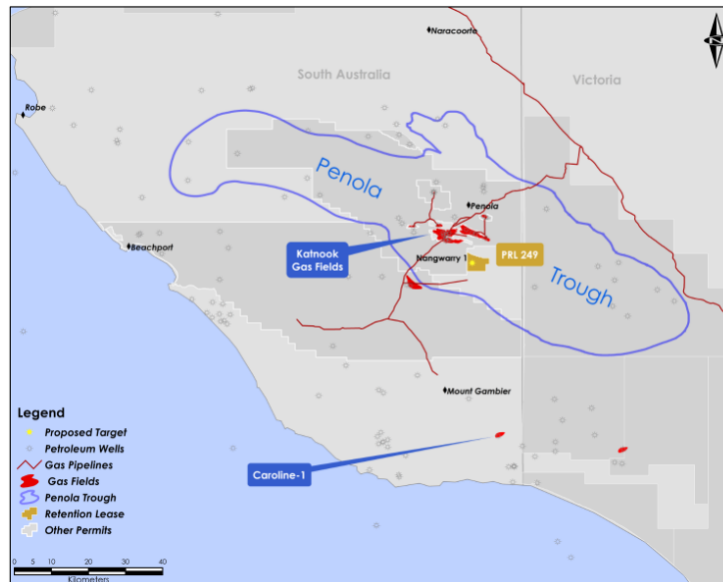 Naracoorte
N
South Australia
Victoria
Robe
Penola
Penola
Beachport
Katnook
Gas Fields
Nangwarry 1
PRL 249
Trough
Mount Gambier
Caroline-1
Legend
Proposed Target
Petroleum Wells
Gas Pipelines
Gas Fields
Penola Trough
Retention Lease
Other Permits
0 5 10 20 30 40
Kilometers